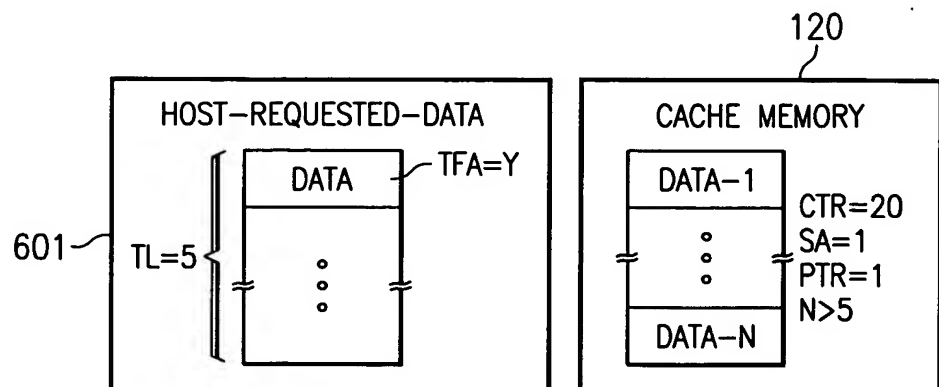 120
HOST-REQUESTED-DATA
DATA
TFA=Y
601
TL=5
CACHE MEMORY
DATA-1
CTR=20
SA=1
PTR=1
N>5
DATA-N